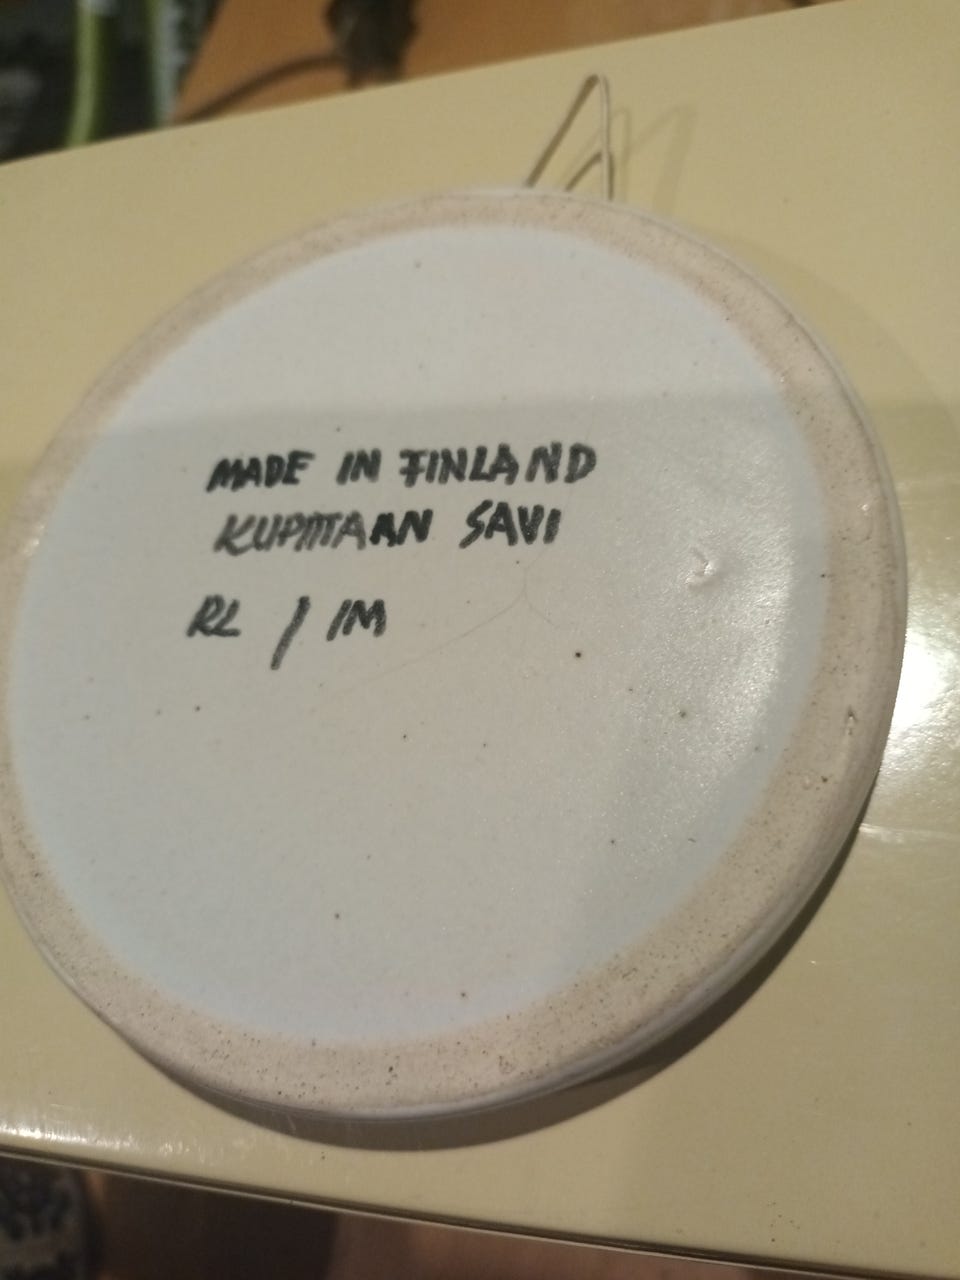 MADE IN FINLAND
KUPITTAAN SAVI
RL / IM